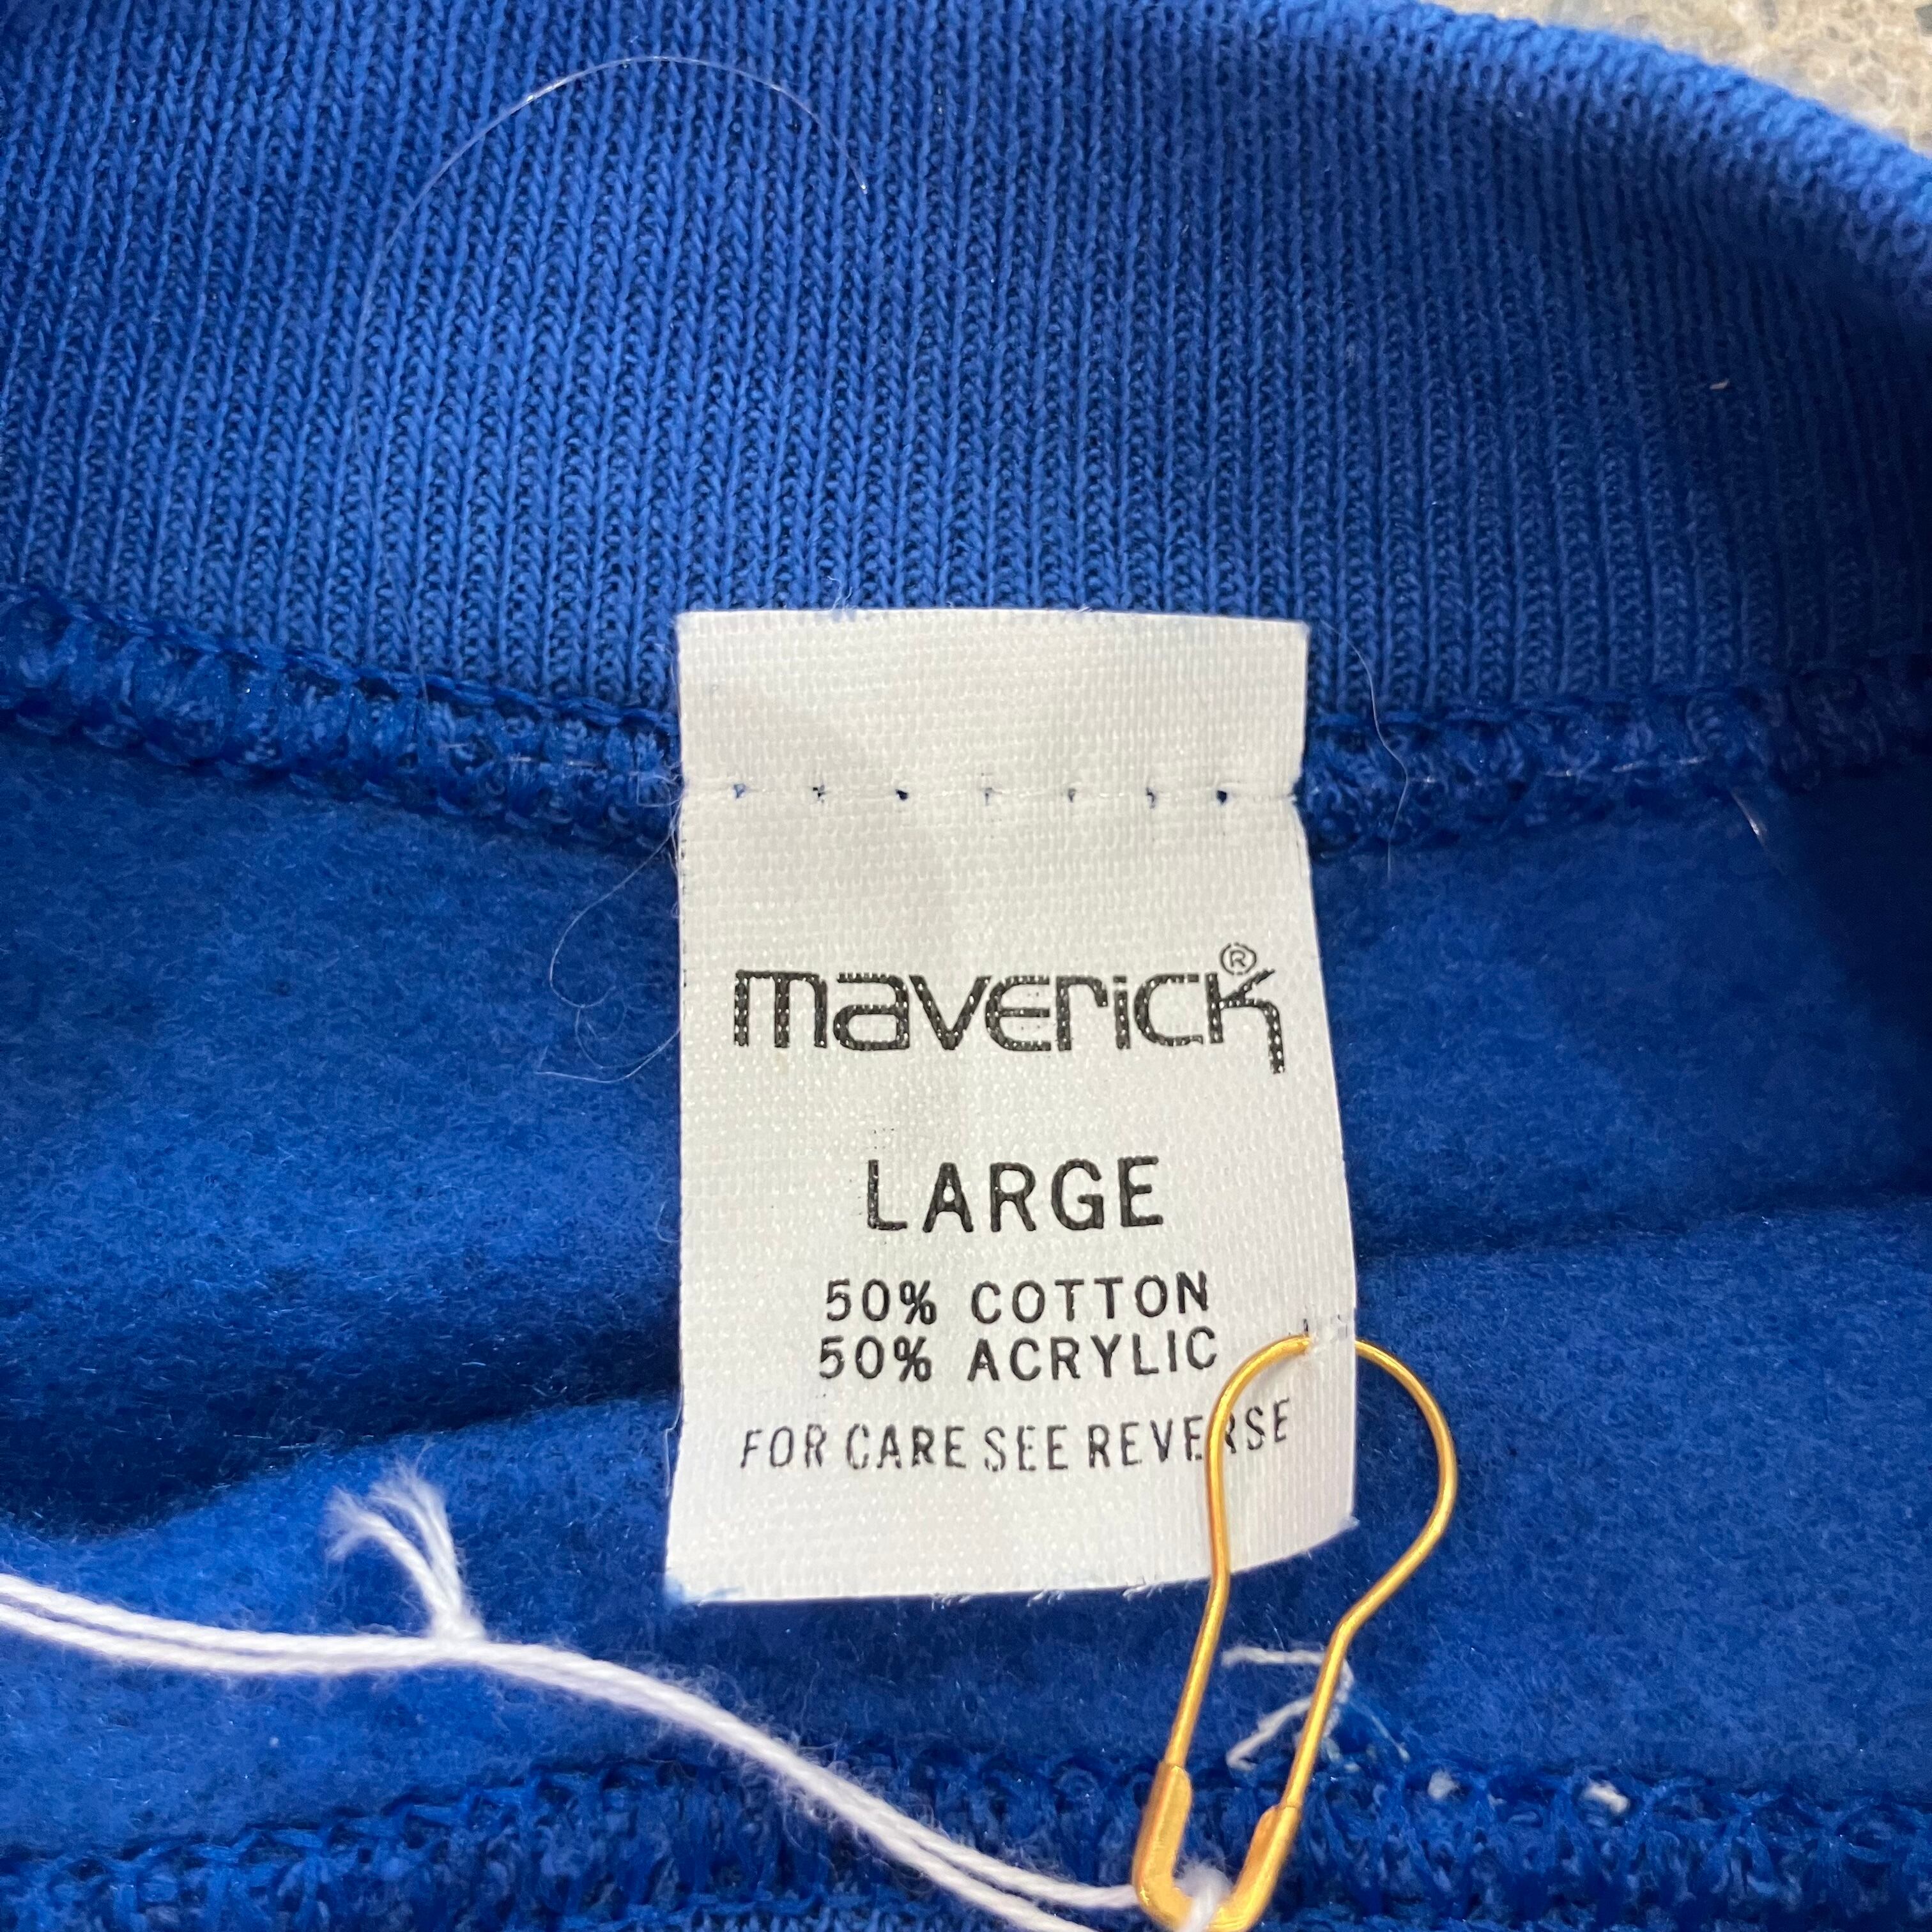 maverick®
LARGE
50% COTTON
50% ACRYLIC
FOR CARE SEE REVERSE